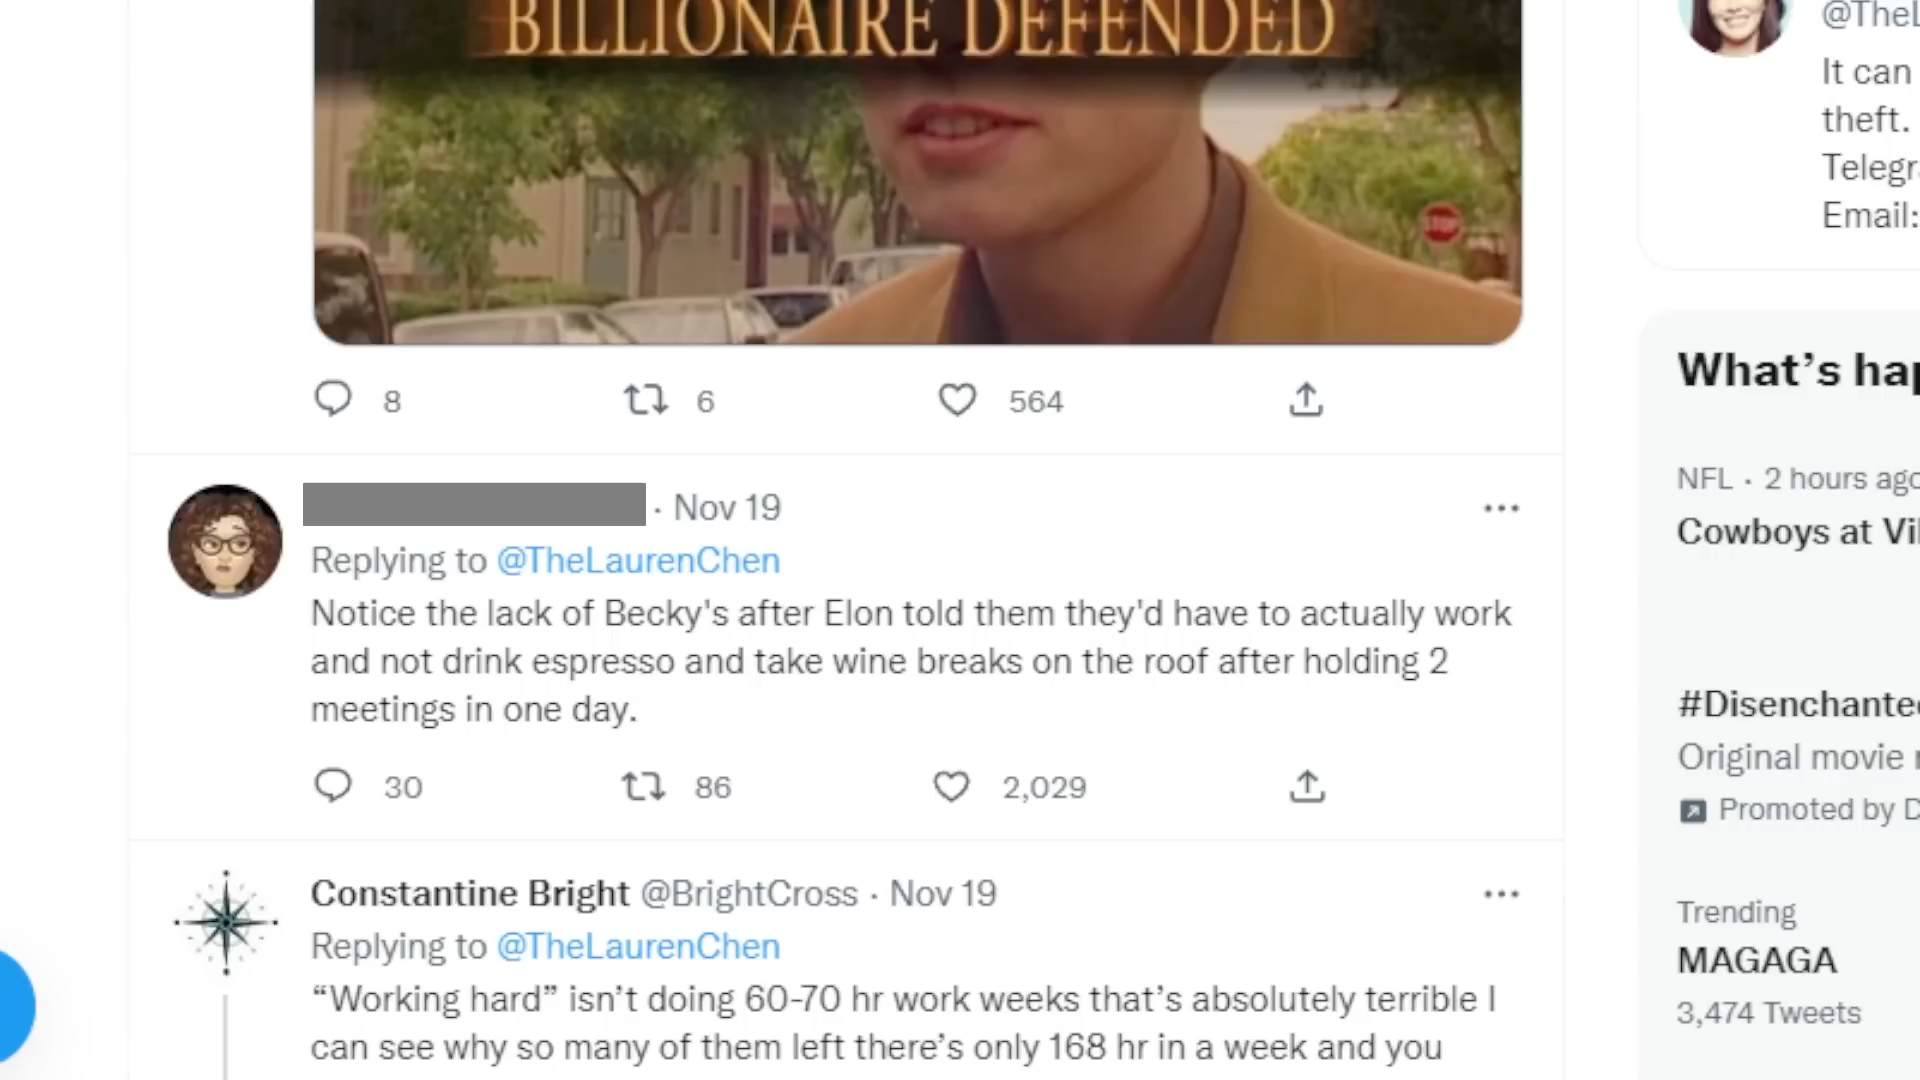 BILLIONAIRE DEFENDED
STOP
8
6
564
· Nov 19
Replying to @TheLaurenChen
Notice the lack of Becky's after Elon told them they'd have to actually work
and not drink espresso and take wine breaks on the roof after holding 2
meetings in one day.
30
86
2,029
Constantine Bright @BrightCross · Nov 19
Replying to @TheLaurenChen
“Working hard” isn’t doing 60-70 hr work weeks that’s absolutely terrible I
can see why so many of them left there’s only 168 hr in a week and you
@TheL
It can
theft.
Telegr
Email:
What’s hap
NFL · 2 hours ago
Cowboys at Vi
#Disenchanted
Original movie
Promoted by D
Trending
MAGAGA
3,474 Tweets